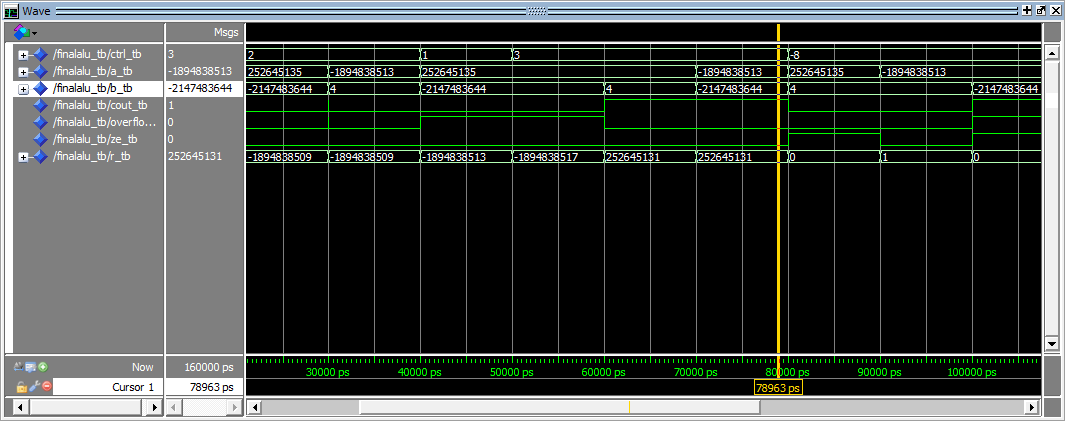 Wave
Msgs
/finalalu_tb/ctrl_tb 3 2 1 3 -8
/finalalu_tb/a_tb -1894838513 252645135 -1894838513 252645135 -1894838513 252645135 -1894838513
/finalalu_tb/b_tb -2147483644 -2147483644 4 -2147483644 4 -2147483644 4 -2147483644
/finalalu_tb/cout_tb 1
/finalalu_tb/overflo... 0
/finalalu_tb/ze_tb 0
/finalalu_tb/r_tb 252645131 -1894838509 -1894838509 -1894838513 -1894838517 252645131 252645131 0 1 0
Now 160000 ps 30000 ps 40000 ps 50000 ps 60000 ps 70000 ps 80000 ps 90000 ps 100000 ps
Cursor 1 78963 ps 78963 ps